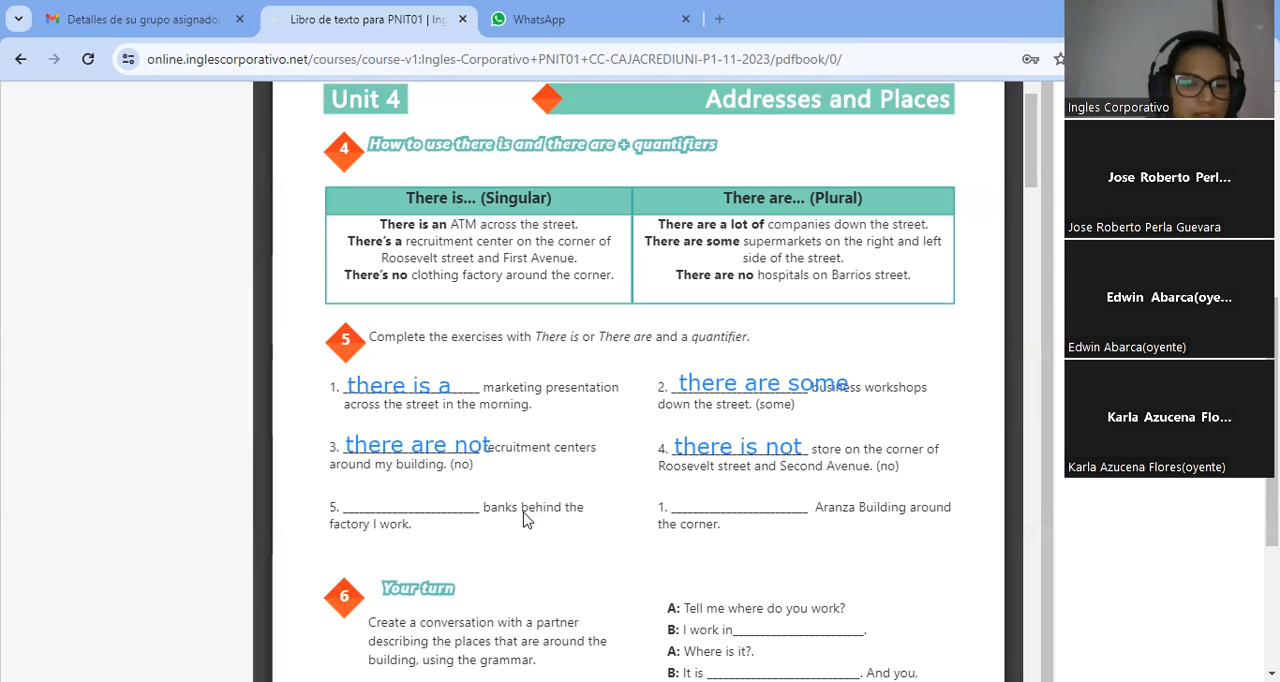 Detalles de su grupo asignado
Libro de texto para PNIT01 | Ing
WhatsApp
online.inglescorporativo.net/courses/course-v1:Ingles-Corporativo+PNIT01+CC-CAJACREDIUNI-P1-11-2023/pdfbook/0/
Unit 4
Addresses and Places
4
How to use there is and there are + quantifiers
There is... (Singular)
There are... (Plural)
There is an ATM across the street.
There's a recruitment center on the corner of
Roosevelt street and First Avenue.
There's no clothing factory around the corner.
There are a lot of companies down the street.
There are some supermarkets on the right and left
side of the street.
There are no hospitals on Barrios street.
5
Complete the exercises with There is or There are and a quantifier.
1. there is a marketing presentation
across the street in the morning.
2. there are some business workshops
down the street. (some)
3. there are not recruitment centers
around my building. (no)
4. there is not store on the corner of
Roosevelt street and Second Avenue. (no)
5. _________________________ banks behind the
factory I work.
1. _________________________ Aranza Building around
the corner.
6
Your turn
Create a conversation with a partner
describing the places that are around the
building, using the grammar.
A: Tell me where do you work?
B: I work in________________________.
A: Where is it?.
B: It is ____________________________. And you,
Ingles Corporativo
Jose Roberto Perl...
Jose Roberto Perla Guevara
Edwin Abarca(oye...
Edwin Abarca(oyente)
Karla Azucena Flo...
Karla Azucena Flores(oyente)